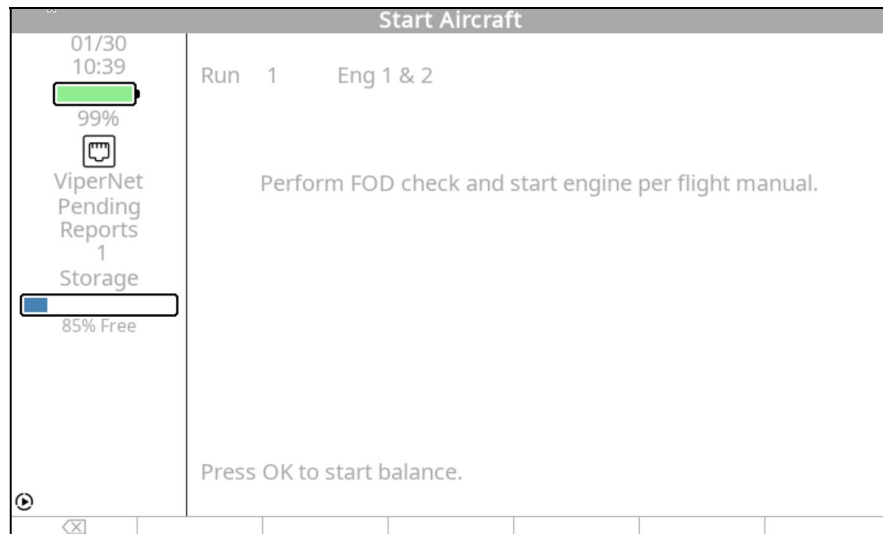 Start Aircraft
01/30
10:39
99%
ViperNet
Pending
Reports
1
Storage
85% Free
Run 1 Eng 1 & 2
Perform FOD check and start engine per flight manual.
Press OK to start balance.